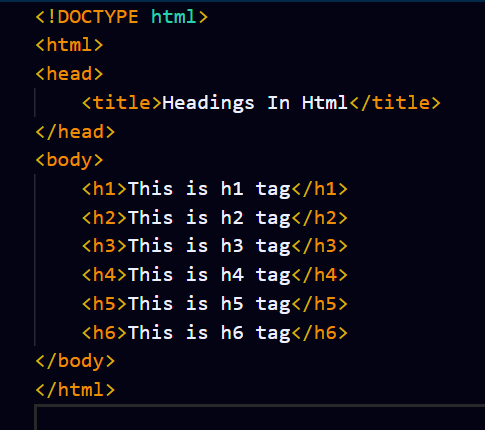 <!DOCTYPE html>
<html>
<head>
    <title>Headings In Html</title>
</head>
<body>
    <h1>This is h1 tag</h1>
    <h2>This is h2 tag</h2>
    <h3>This is h3 tag</h3>
    <h4>This is h4 tag</h4>
    <h5>This is h5 tag</h5>
    <h6>This is h6 tag</h6>
</body>
</html>